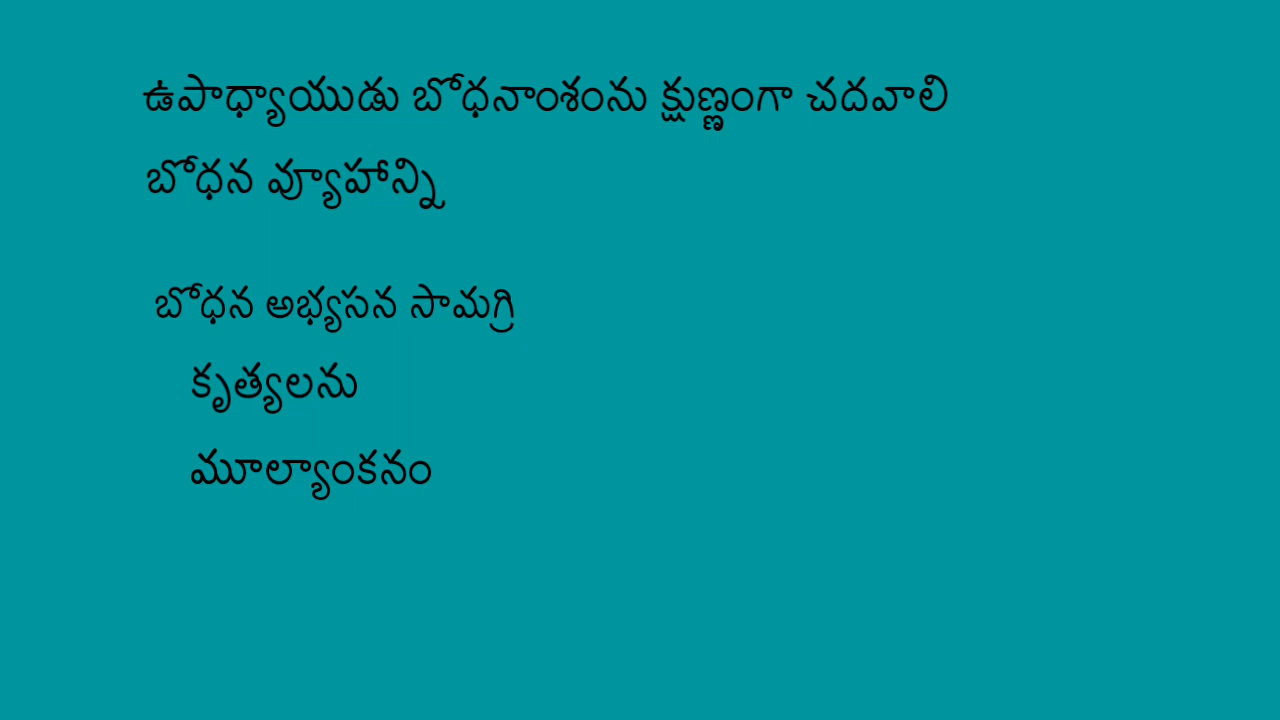 ఉపాధ్యాయుడు బోధనాంశంను క్షుణ్ణంగా చదవాలి
బోధన వ్యూహాన్ని
బోధన అభ్యసన సామగ్రి
కృత్యలను
మూల్యాంకనం